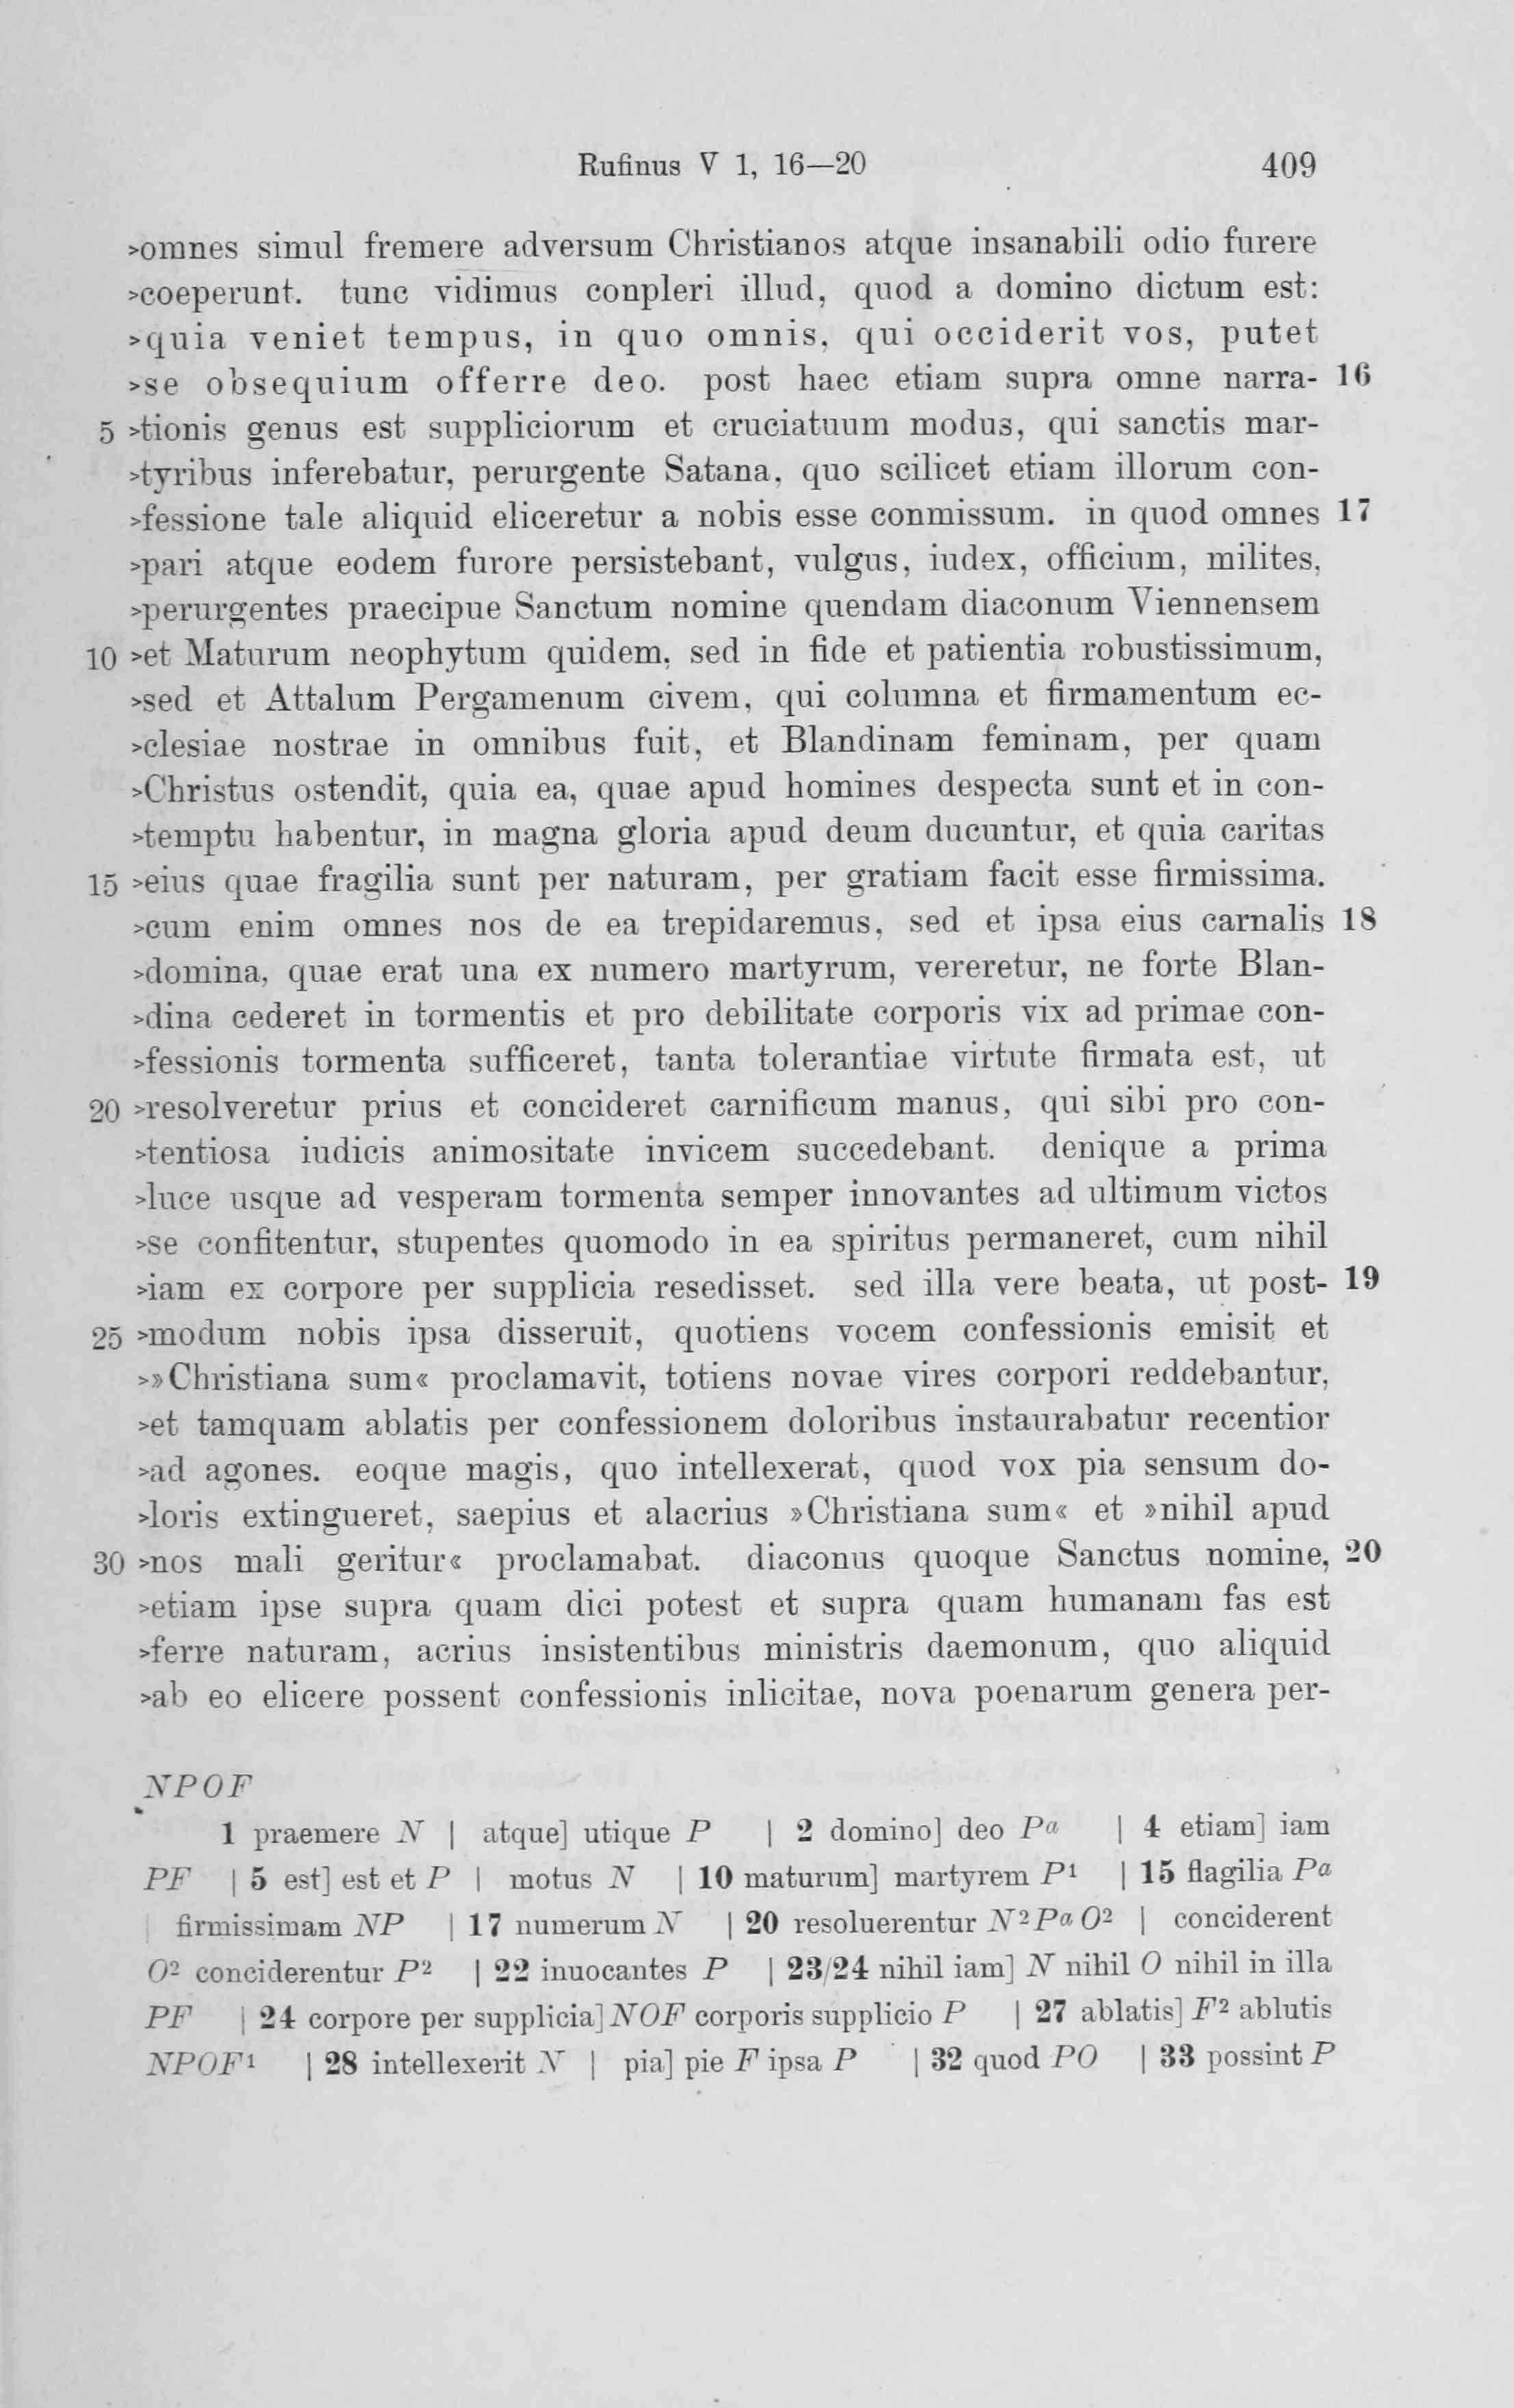 Rufinus V 1, 16—20 409
>omnes simul fremere adversum Christianos atque insanabili odio furere
>coeperunt. tunc vidimus conpleri illud, quod a domino dictum est:
>quia veniet tempus, in quo omnis, qui occiderit vos, putet
>se obsequium offerre deo. post haec etiam supra omne narra- 16
5 >tionis genus est suppliciorum et cruciatuum modus, qui sanctis mar-
>tyribus inferebatur, perurgente Satana, quo scilicet etiam illorum con-
>fessione tale aliquid eliceretur a nobis esse conmissum. in quod omnes 17
>pari atque eodem furore persistebant, vulgus, iudex, officium, milites,
>perurgentes praecipue Sanctum nomine quendam diaconum Viennensem
10 >et Maturum neophytum quidem, sed in fide et patientia robustissimum,
>sed et Attalum Pergamenum civem, qui columna et firmamentum ec-
>clesiae nostrae in omnibus fuit, et Blandinam feminam, per quam
>Christus ostendit, quia ea, quae apud homines despecta sunt et in con-
>temptu habentur, in magna gloria apud deum ducuntur, et quia caritas
15 >eius quae fragilia sunt per naturam, per gratiam facit esse firmissima.
>cum enim omnes nos de ea trepidaremus, sed et ipsa eius carnalis 18
>domina, quae erat una ex numero martyrum, vereretur, ne forte Blan-
>dina cederet in tormentis et pro debilitate corporis vix ad primae con-
>fessionis tormenta sufficeret, tanta tolerantiae virtute firmata est, ut
20 >resolveretur prius et concideret carnificum manus, qui sibi pro con-
>tentiosa iudicis animositate invicem succedebant. denique a prima
>luce usque ad vesperam tormenta semper innovantes ad ultimum victos
>se confitentur, stupentes quomodo in ea spiritus permaneret, cum nihil
>iam ex corpore per supplicia resedisset. sed illa vere beata, ut post- 19
25 >modum nobis ipsa disseruit, quotiens vocem confessionis emisit et
>»Christiana sum« proclamavit, totiens novae vires corpori reddebantur,
>et tamquam ablatis per confessionem doloribus instaurabatur recentior
>ad agones. eoque magis, quo intellexerat, quod vox pia sensum do-
>loris extingueret, saepius et alacrius »Christiana sum« et »nihil apud
30 >nos mali geritur« proclamabat. diaconus quoque Sanctus nomine, 20
>etiam ipse supra quam dici potest et supra quam humanam fas est
>ferre naturam, acrius insistentibus ministris daemonum, quo aliquid
>ab eo elicere possent confessionis inlicitae, nova poenarum genera per-
NPOF
1 praemere N | atque] utique P | 2 domino] deo Pa | 4 etiam] iam
PF | 5 est] est et P | motus N | 10 maturum] martyrem P1 | 15 flagilia Pa
firmissimam NP | 17 numerum N | 20 resoluerentur N2 Pa O2 | conciderent
O2 conciderentur P2 | 22 inuocantes P | 23/24 nihil iam] N nihil O nihil in illa
PF | 24 corpore per supplicia] NOF corporis supplicio P | 27 ablatis] F2 ablutis
NPOF1 | 28 intellexerit N | pia] pie F ipsa P | 32 quod PO | 33 possint P